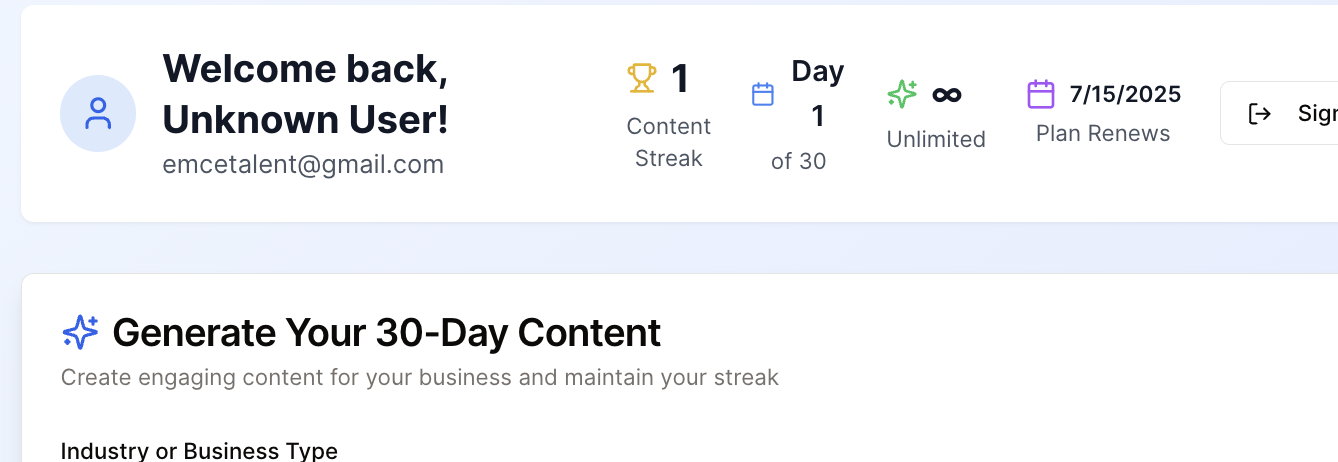 Welcome back,
Unknown User!
emcetalent@gmail.com
1
Content
Streak
Day
1
of 30
∞
Unlimited
7/15/2025
Plan Renews
Generate Your 30-Day Content
Create engaging content for your business and maintain your streak
Industry or Business Type